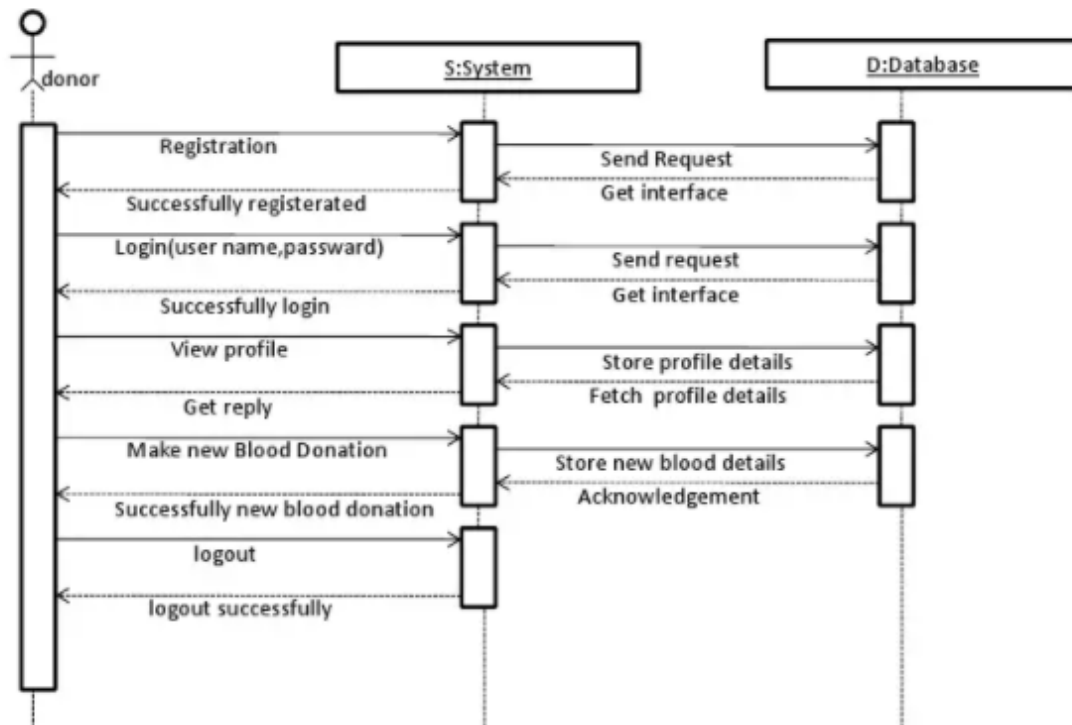 donor
S:System
D:Database
Registration
Send Request
Get interface
Successfully registerated
Login(user name,passward)
Send request
Get interface
Successfully login
View profile
Store profile details
Fetch profile details
Get reply
Make new Blood Donation
Store new blood details
Acknowledgement
Successfully new blood donation
logout
logout successfully